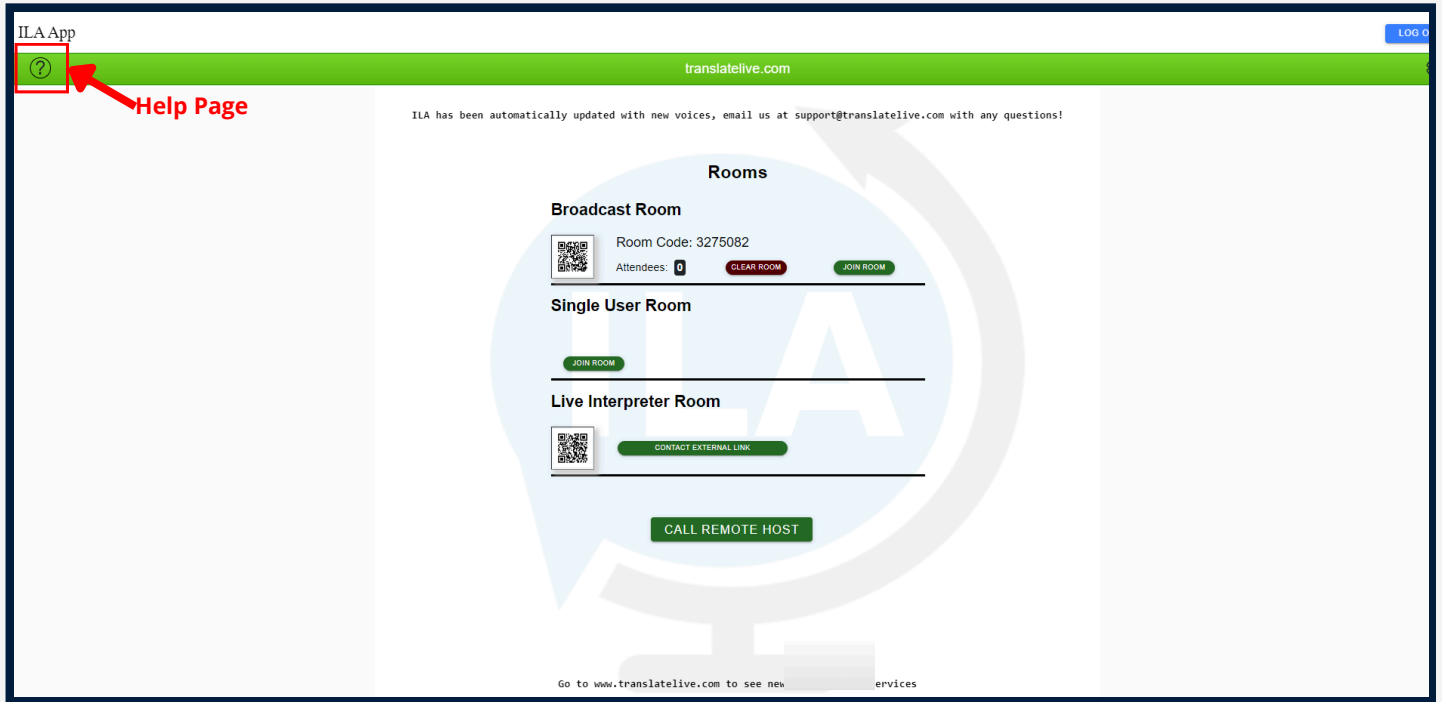 ILA App
LOG O
?
translatelive.com
Help Page
ILA has been automatically updated with new voices, email us at support@translatelive.com with any questions!
Rooms
Broadcast Room
Room Code: 3275082
Attendees: 0 CLEAR ROOM JOIN ROOM
Single User Room
JOIN ROOM
Live Interpreter Room
CONTACT EXTERNAL LINK
ILA
CALL REMOTE HOST
Go to www.translatelive.com to see new ervices